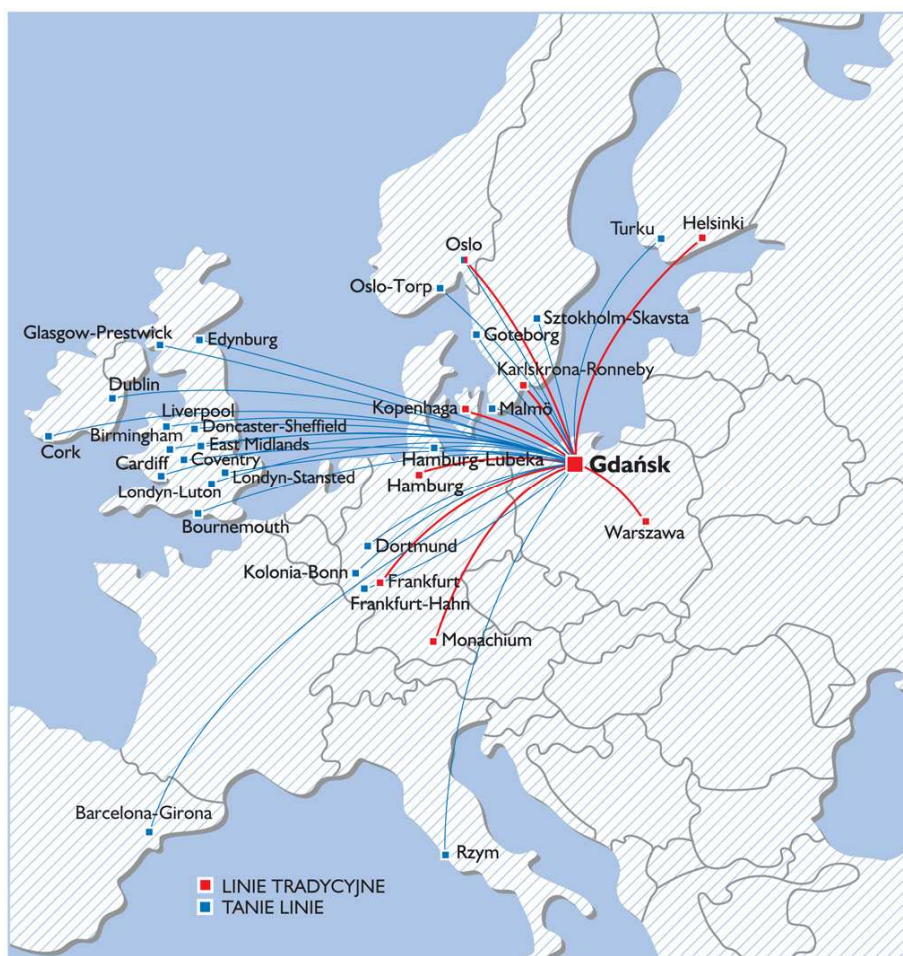 Turku
Helsinki
Oslo
Oslo-Torp
Sztokholm-Skavsta
Goteborg
Glasgow-Prestwick
Edynburg
Karlskrona-Ronneby
Dublin
Kopenhaga
Malmö
Liverpool
Doncaster-Sheffield
Birmingham
East Midlands
Cork
Cardiff
Coventry
Hamburg-Lubeka
Gdańsk
Londyn-Stansted
Hamburg
Londyn-Luton
Bournemouth
Warszawa
Dortmund
Kolonia-Bonn
Frankfurt
Frankfurt-Hahn
Monachium
Barcelona-Girona
Rzym
LINIE TRADYCYJNE
TANIE LINIE